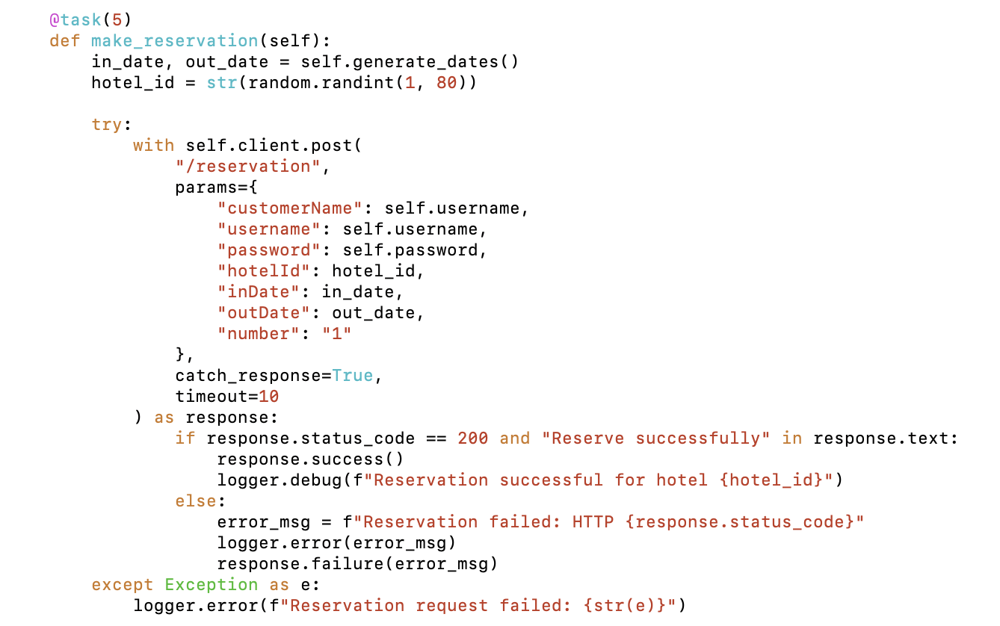 @task(5)
def make_reservation(self):
    in_date, out_date = self.generate_dates()
    hotel_id = str(random.randint(1, 80))

    try:
        with self.client.post(
            "/reservation",
            params={
                "customerName": self.username,
                "username": self.username,
                "password": self.password,
                "hotelId": hotel_id,
                "inDate": in_date,
                "outDate": out_date,
                "number": "1"
            },
            catch_response=True,
            timeout=10
        ) as response:
            if response.status_code == 200 and "Reserve successfully" in response.text:
                response.success()
                logger.debug(f"Reservation successful for hotel {hotel_id}")
            else:
                error_msg = f"Reservation failed: HTTP {response.status_code}"
                logger.error(error_msg)
                response.failure(error_msg)
    except Exception as e:
        logger.error(f"Reservation request failed: {str(e)}")